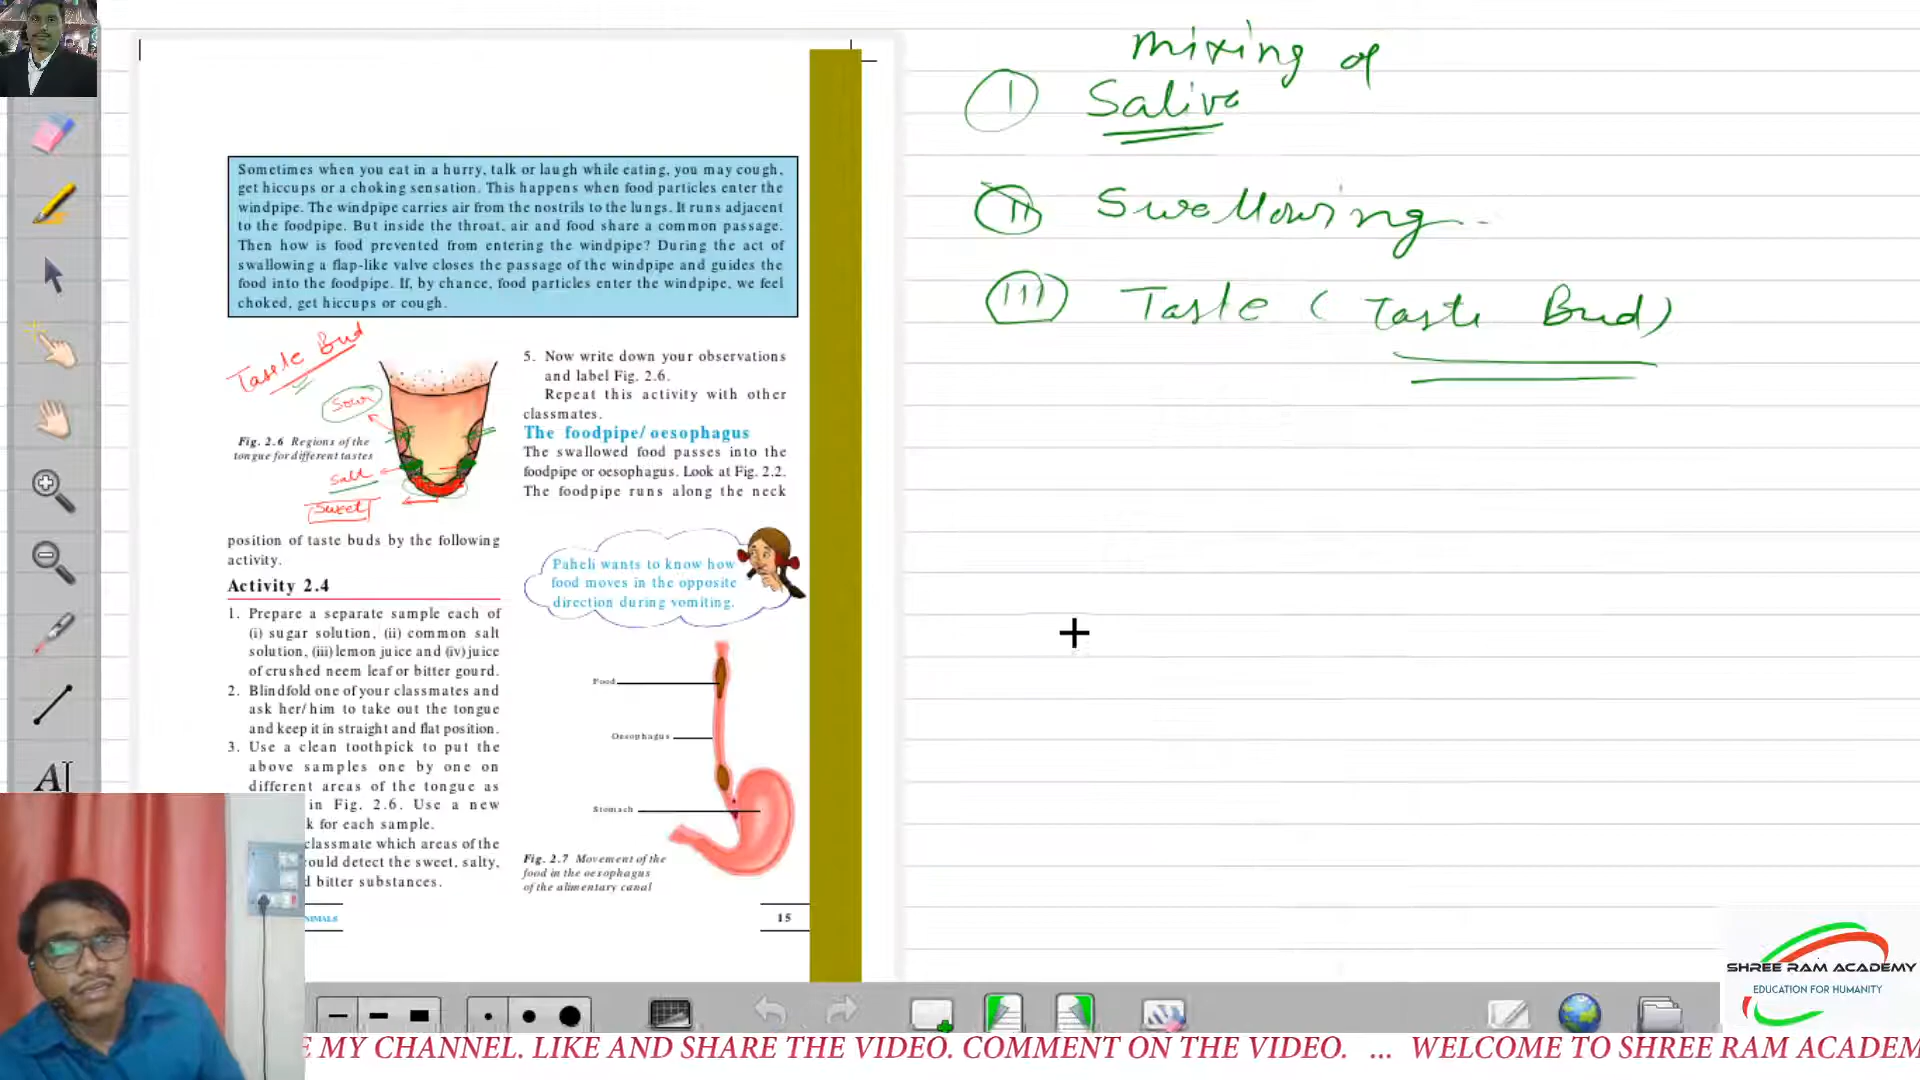 mixing of
I Saliva
II Swallowing
III Taste ( Taste Bud)
Sometimes when you eat in a hurry, talk or laugh while eating, you may cough,
get hiccups or a choking sensation. This happens when food particles enter the
windpipe. The windpipe carries air from the nostrils to the lungs. It runs adjacent
to the foodpipe. But inside the throat, air and food share a common passage.
Then how is food prevented from entering the windpipe? During the act of
swallowing a flap-like valve closes the passage of the windpipe and guides the
food into the foodpipe. If, by chance, food particles enter the windpipe, we feel
choked, get hiccups or cough.
Taste Bud
Sour
Fig. 2.6 Regions of the
tongue for different tastes
Salt
Sweet
position of taste buds by the following
activity.
Activity 2.4
1. Prepare a separate sample each of
(i) sugar solution, (ii) common salt
solution, (iii) lemon juice and (iv) juice
of crushed neem leaf or bitter gourd.
2. Blindfold one of your classmates and
ask her/him to take out the tongue
and keep it in straight and flat position.
3. Use a clean toothpick to put the
above samples one by one on
different areas of the tongue as
in Fig. 2.6. Use a new
k for each sample.
classmate which areas of the
ould detect the sweet, salty,
d bitter substances.
NIMALS
5. Now write down your observations
and label Fig. 2.6.
Repeat this activity with other
classmates.
The foodpipe/oesophagus
The swallowed food passes into the
foodpipe or oesophagus. Look at Fig. 2.2.
The foodpipe runs along the neck
Paheli wants to know how
food moves in the opposite
direction during vomiting.
Food
Oesophagus
Stomach
Fig. 2.7 Movement of the
food in the oesophagus
of the alimentary canal
15
A
SHREE RAM ACADEMY
EDUCATION FOR HUMANITY
E MY CHANNEL. LIKE AND SHARE THE VIDEO. COMMENT ON THE VIDEO. ... WELCOME TO SHREE RAM ACADEM